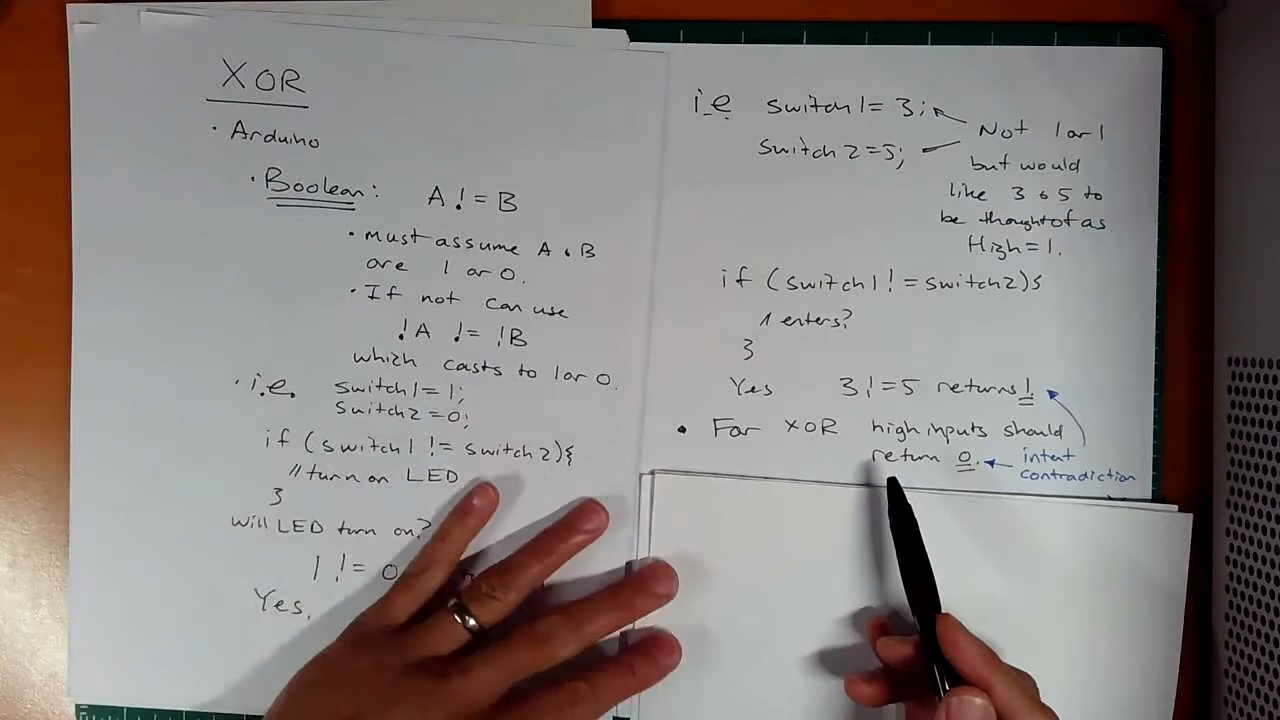 XOR
· Arduino
· Boolean: A != B
· must assume A & B
are 1 or 0.
· If not can use
!A != !B
which casts to 1 or 0.
· i.e. switch1=1;
switch2=0;
if (switch1 != switch2){
// turn on LED
}
Will LED turn on?
1 != 0
Yes.
i.e switch1= 3;
switch2=5;
Not 1 or 1
but would
like 3 & 5 to
be thought of as
High=1.
if (switch1 != switch2){
enters?
}
Yes 3 != 5 returns 1
• For XOR high inputs should
return 0.
intent
contradiction